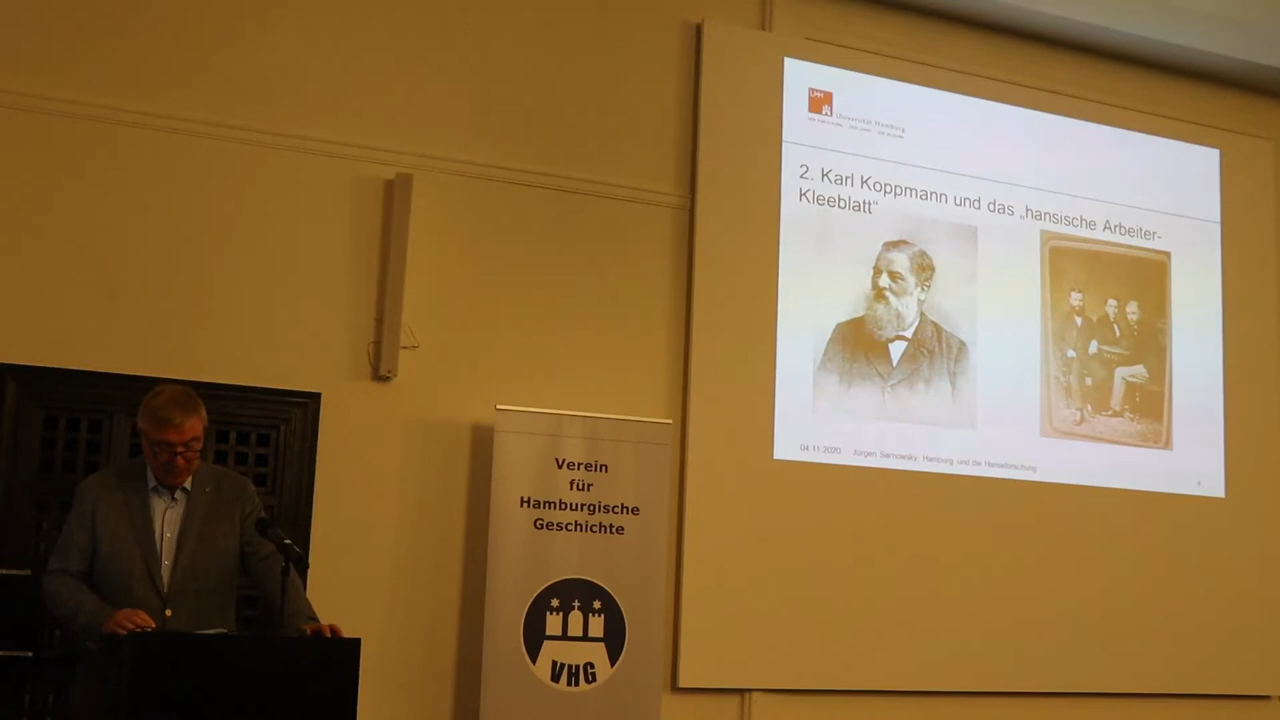 UHH
Universität Hamburg
2. Karl Koppmann und das „hansische Arbeiter-
Kleeblatt“
04.11.2020 Jürgen Sarnowsky: Hamburg und die Hanseforschung
Verein
für
Hamburgische
Geschichte
VHG